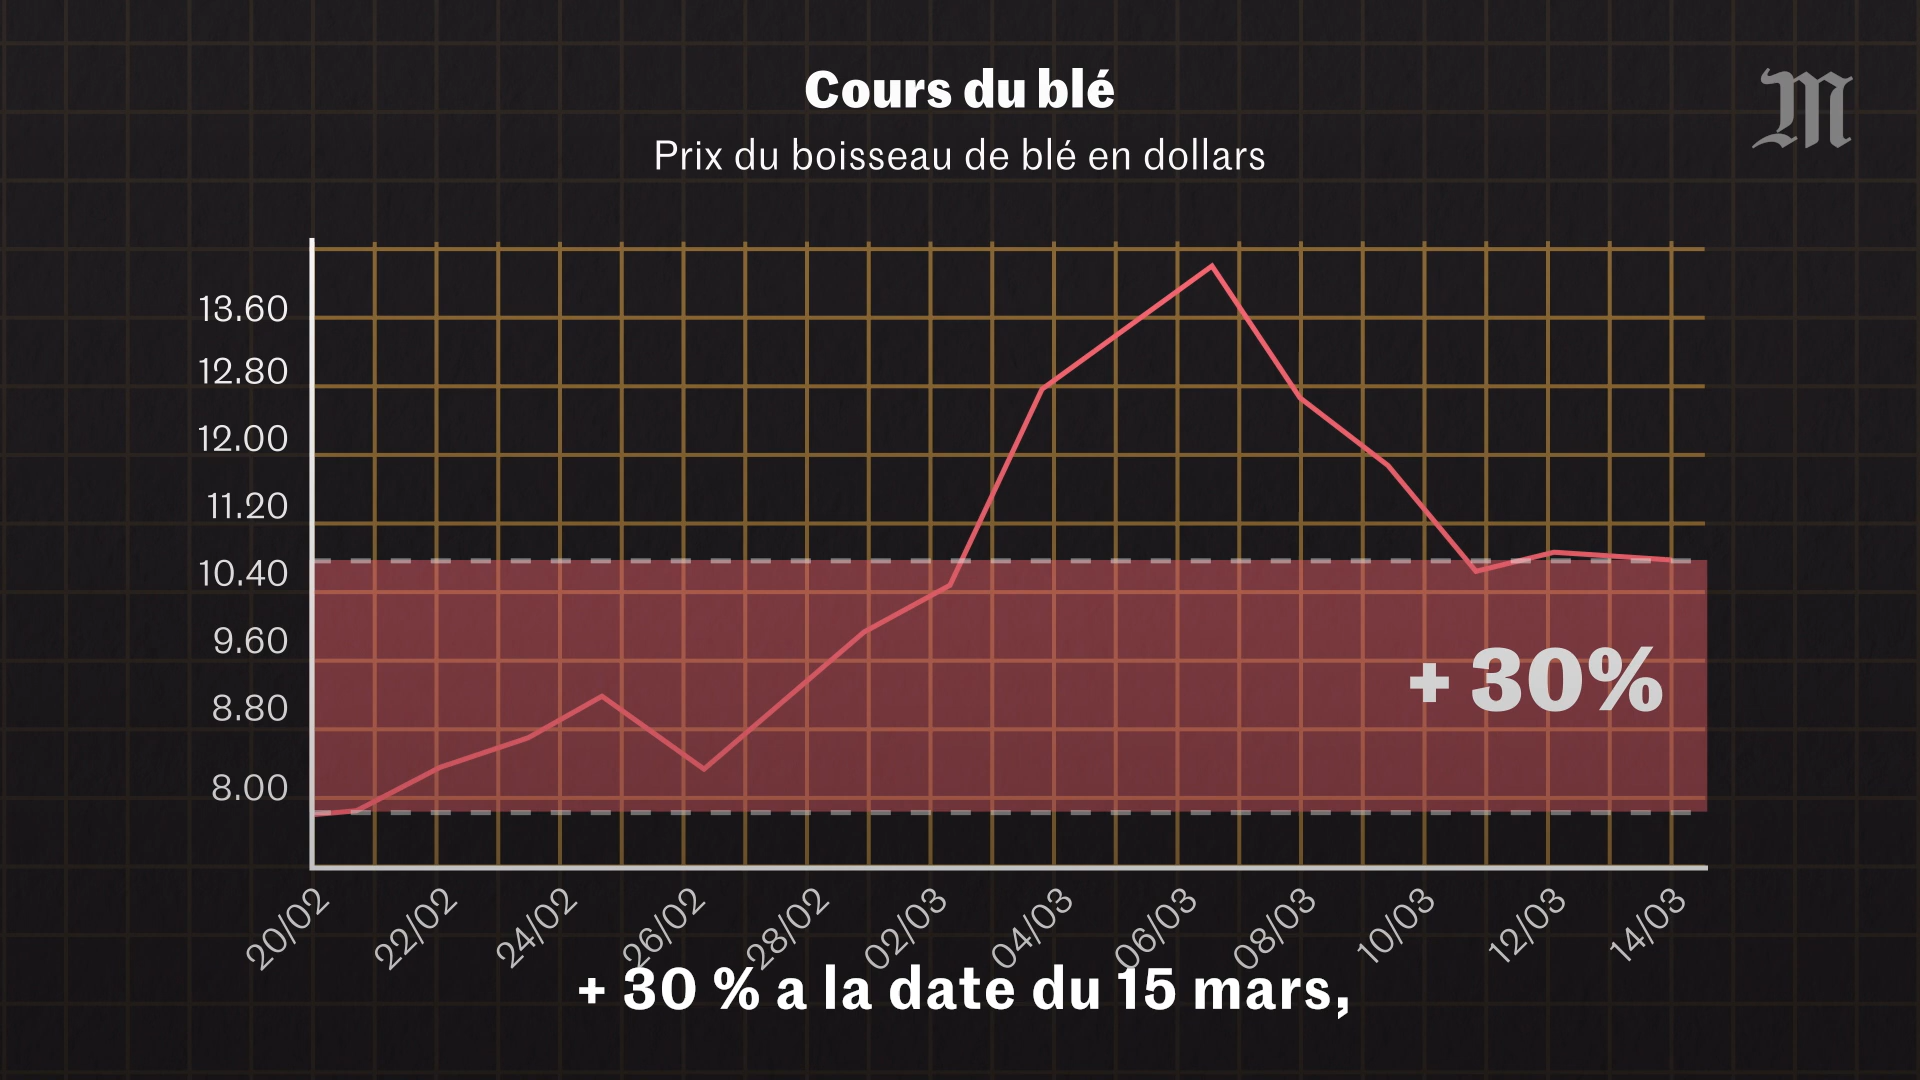 Cours du blé
Prix du boisseau de blé en dollars
M
13.60
12.80
12.00
11.20
10.40
9.60
8.80
8.00
+ 30%
20/02 22/02 24/02 26/02 28/02 02/03 04/03 06/03 08/03 10/03 12/03 14/03
+ 30 % a la date du 15 mars,